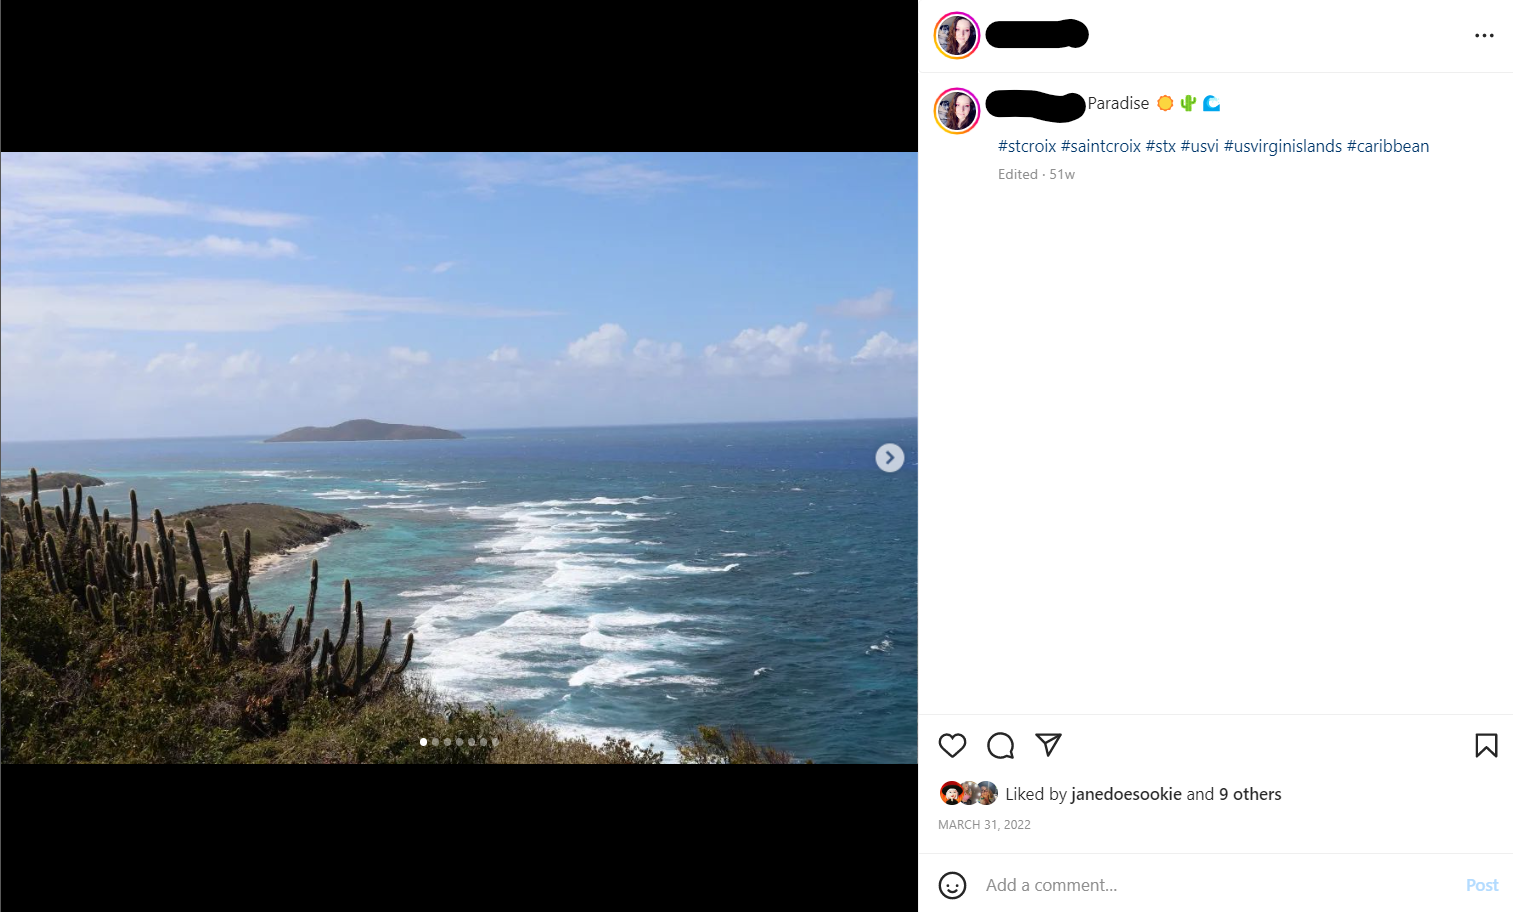 Paradise
#stcroix #saintcroix #stx #usvi #usvirginislands #caribbean
Edited · 51w
Liked by janedoesookie and 9 others
MARCH 31, 2022
Add a comment...
Post